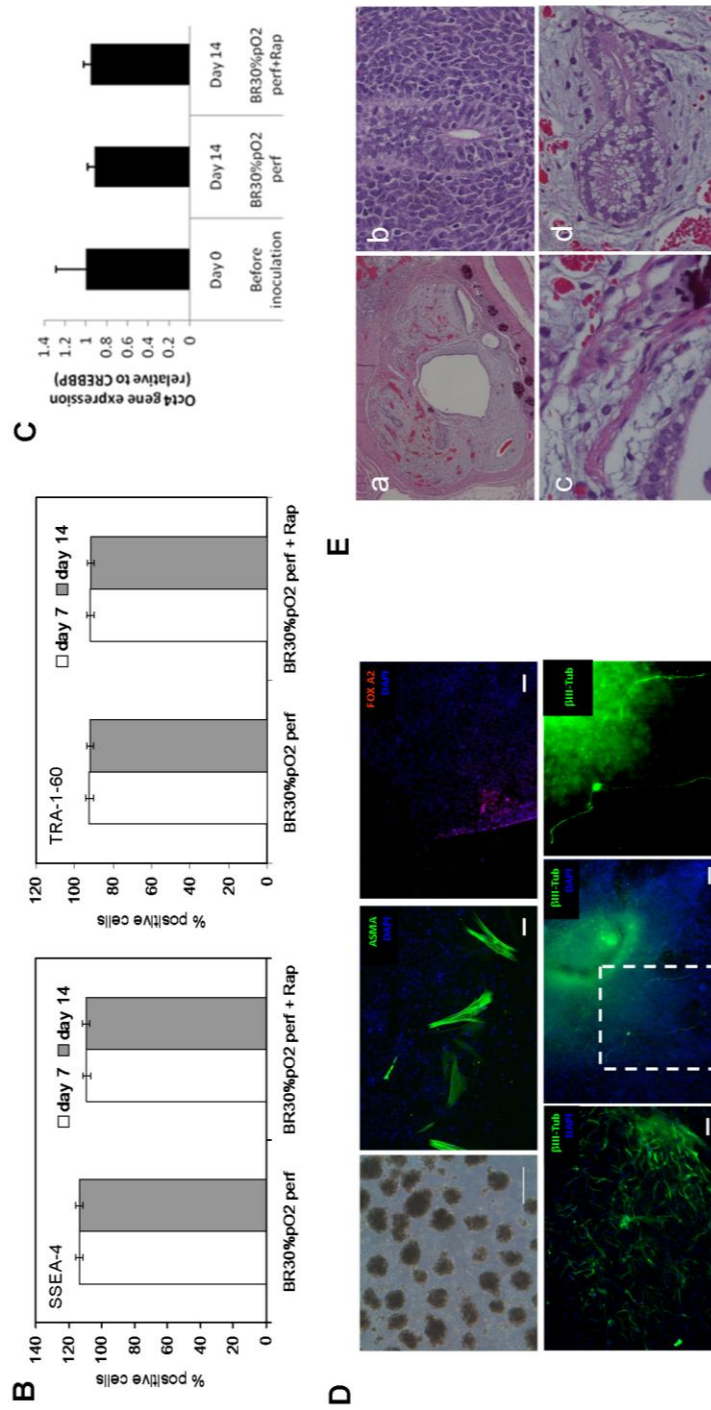 B
SSEA-4
day 7 day 14
140
120
100
80
60
40
20
0
% positive cells
BR30%pO2 perf
BR30%pO2 perf + Rap
TRA-1-60
day 7 day 14
120
100
80
60
40
20
0
% positive cells
BR30%pO2 perf
BR30%pO2 perf + Rap
C
Oct4 gene expression
(relative to CREBBP)
1.4
1.2
1
0.8
0.6
0.4
0.2
0
Day 0
Day 14
Day 14
Before
inoculation
BR30%pO2
perf
BR30%pO2
perf+Rap
D
ASMA
DAPI
FOX A2
DAPI
βIII-Tub
DAPI
βIII-Tub
DAPI
βIII-Tub
E
a
b
c
d